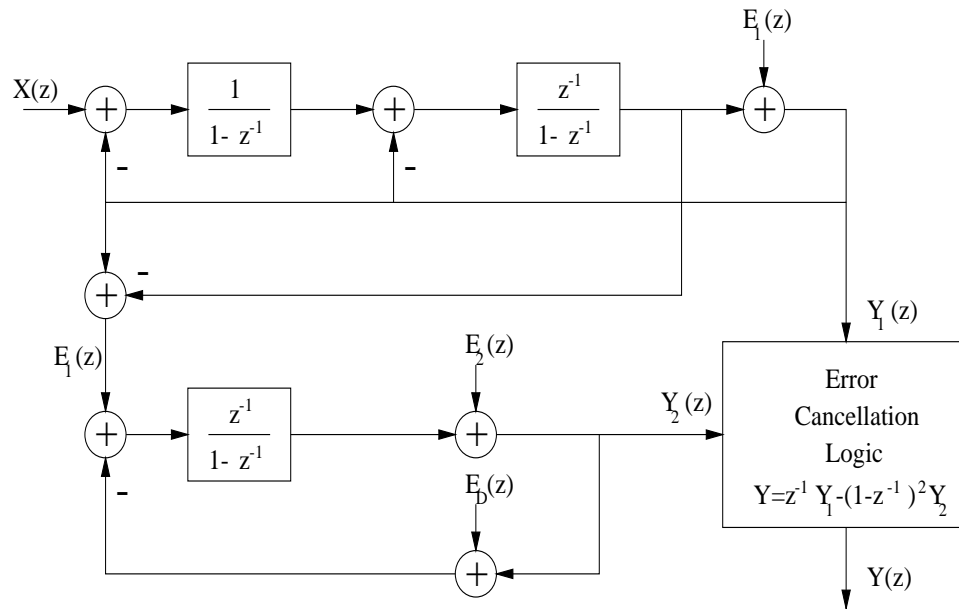 E₁(z)
X(z)
+
1
1- z⁻¹
+
z⁻¹
1- z⁻¹
+
-
-
-
+
Y₁(z)
E₁(z)
E₂(z)
+
z⁻¹
1- z⁻¹
+
Y₂(z)
Error
Cancellation
Logic
Y=z⁻¹ Y₁-(1-z⁻¹ )² Y₂
-
E_D(z)
+
Y(z)